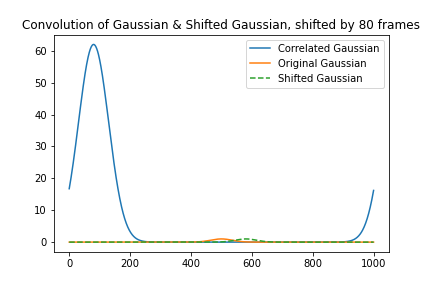 Convolution of Gaussian & Shifted Gaussian, shifted by 80 frames
Correlated Gaussian
Original Gaussian
Shifted Gaussian
60
50
40
30
20
10
0
0 200 400 600 800 1000